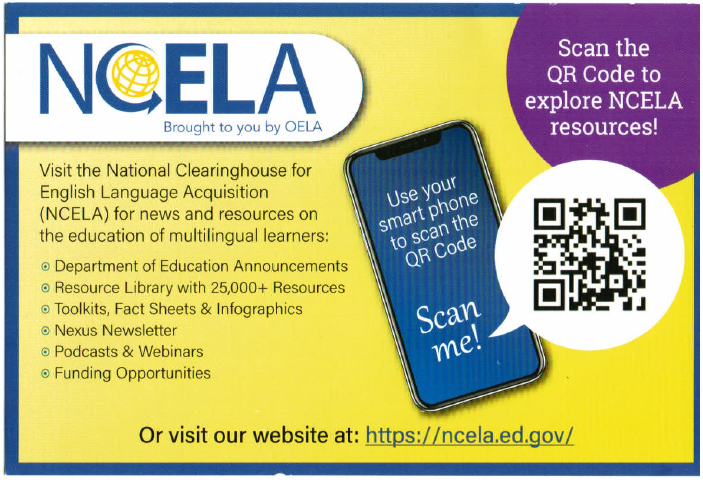 NCELA
Brought to you by OELA
Scan the
QR Code to
explore NCELA
resources!
Visit the National Clearinghouse for
English Language Acquisition
(NCELA) for news and resources on
the education of multilingual learners:
Department of Education Announcements
Resource Library with 25,000+ Resources
Toolkits, Fact Sheets & Infographics
Nexus Newsletter
Podcasts & Webinars
Funding Opportunities
Use your
smart phone
to scan the
QR Code
Scan
me!
Or visit our website at: https://ncela.ed.gov/